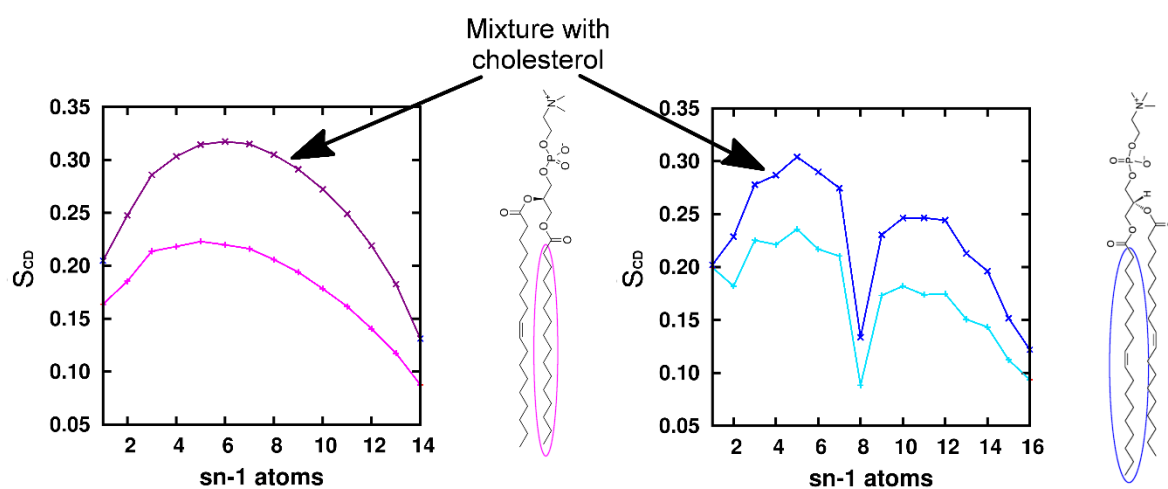 Mixture with
cholesterol
0.35
0.30
0.25
0.20
0.15
0.10
0.05
SCD
2 4 6 8 10 12 14
sn-1 atoms
N+
O
O-
P
O
O
O
O
O
O
0.35
0.30
0.25
0.20
0.15
0.10
0.05
SCD
2 4 6 8 10 12 14 16
sn-1 atoms
N+
O
O=P-O-
O
H
O
O
O
O